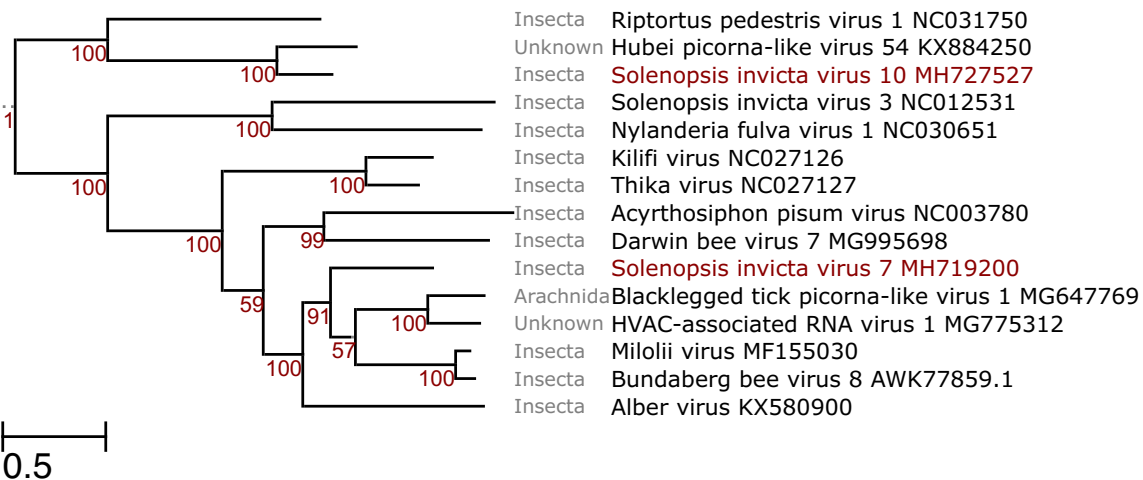 Insecta Riptortus pedestris virus 1 NC031750
Unknown Hubei picorna-like virus 54 KX884250
100
Insecta Solenopsis invicta virus 10 MH727527
100
Insecta Solenopsis invicta virus 3 NC012531
1
Insecta Nylanderia fulva virus 1 NC030651
100
Insecta Kilifi virus NC027126
Insecta Thika virus NC027127
100
100
Insecta Acyrthosiphon pisum virus NC003780
Insecta Darwin bee virus 7 MG995698
99
100
Insecta Solenopsis invicta virus 7 MH719200
Arachnida Blacklegged tick picorna-like virus 1 MG647769
59
91
Unknown HVAC-associated RNA virus 1 MG775312
100
Insecta Milolii virus MF155030
57
Insecta Bundaberg bee virus 8 AWK77859.1
100
100
Insecta Alber virus KX580900
0.5